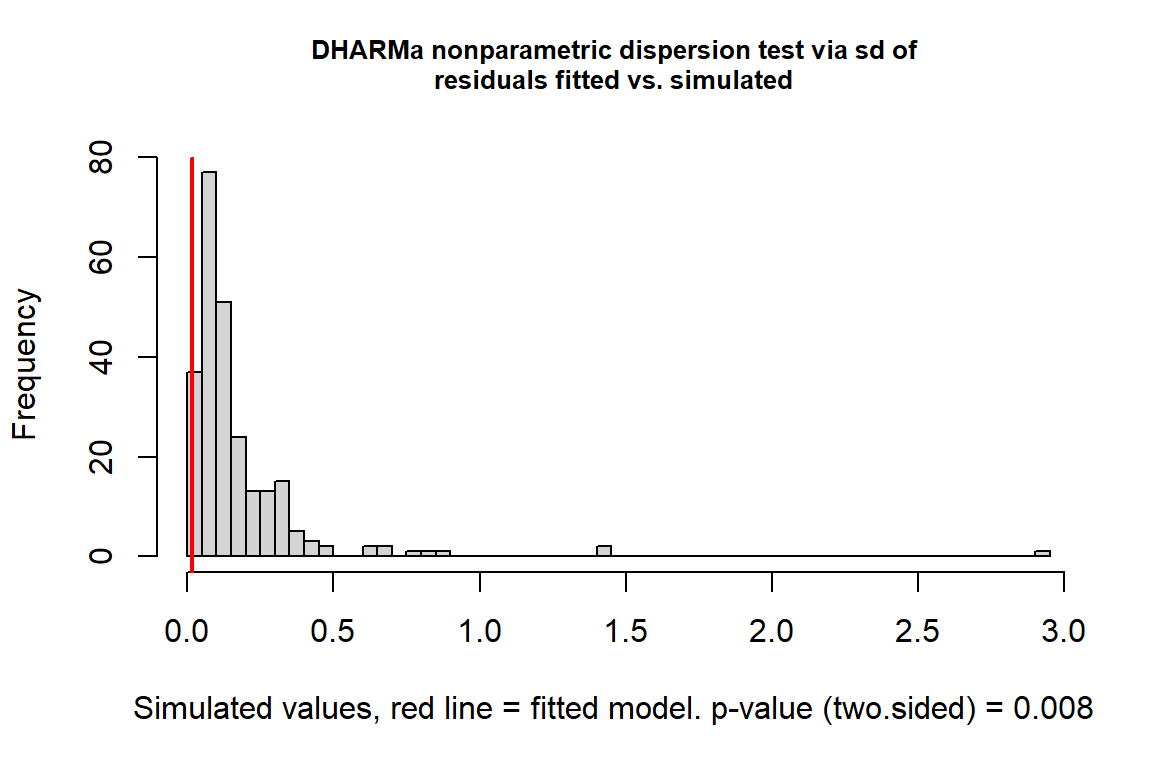 DHARMa nonparametric dispersion test via sd of
residuals fitted vs. simulated
Frequency
80
60
40
20
0
0.0 0.5 1.0 1.5 2.0 2.5 3.0
Simulated values, red line = fitted model. p-value (two.sided) = 0.008